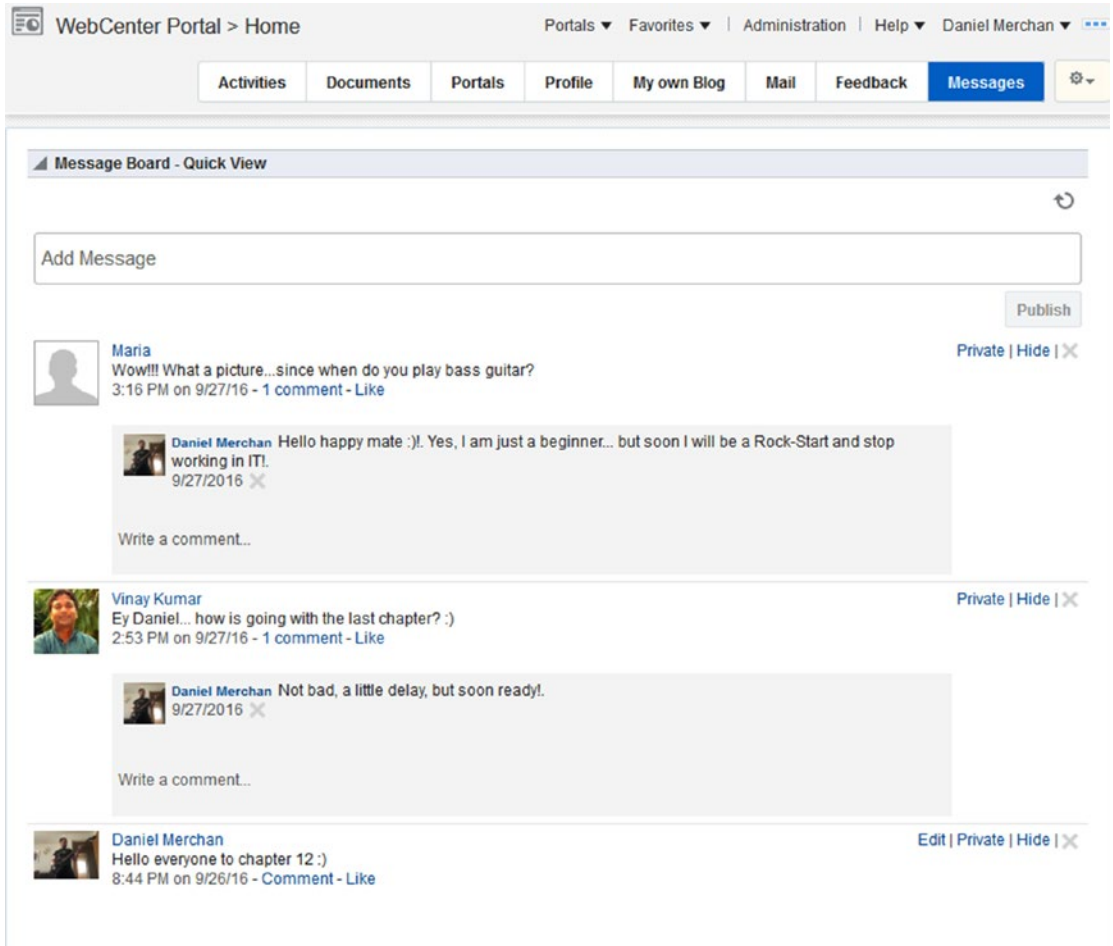 WebCenter Portal > Home
Portals ▼ Favorites ▼ | Administration | Help ▼ Daniel Merchan ▼
Activities Documents Portals Profile My own Blog Mail Feedback Messages
Message Board - Quick View
Add Message
Publish
Maria Private | Hide |
Wow!!! What a picture...since when do you play bass guitar?
3:16 PM on 9/27/16 - 1 comment - Like
Daniel Merchan Hello happy mate :)!. Yes, I am just a beginner... but soon I will be a Rock-Start and stop
working in IT!.
9/27/2016
Write a comment...
Vinay Kumar Private | Hide |
Ey Daniel... how is going with the last chapter? :)
2:53 PM on 9/27/16 - 1 comment - Like
Daniel Merchan Not bad, a little delay, but soon ready!.
9/27/2016
Write a comment...
Daniel Merchan Edit | Private | Hide |
Hello everyone to chapter 12 :)
8:44 PM on 9/26/16 - Comment - Like